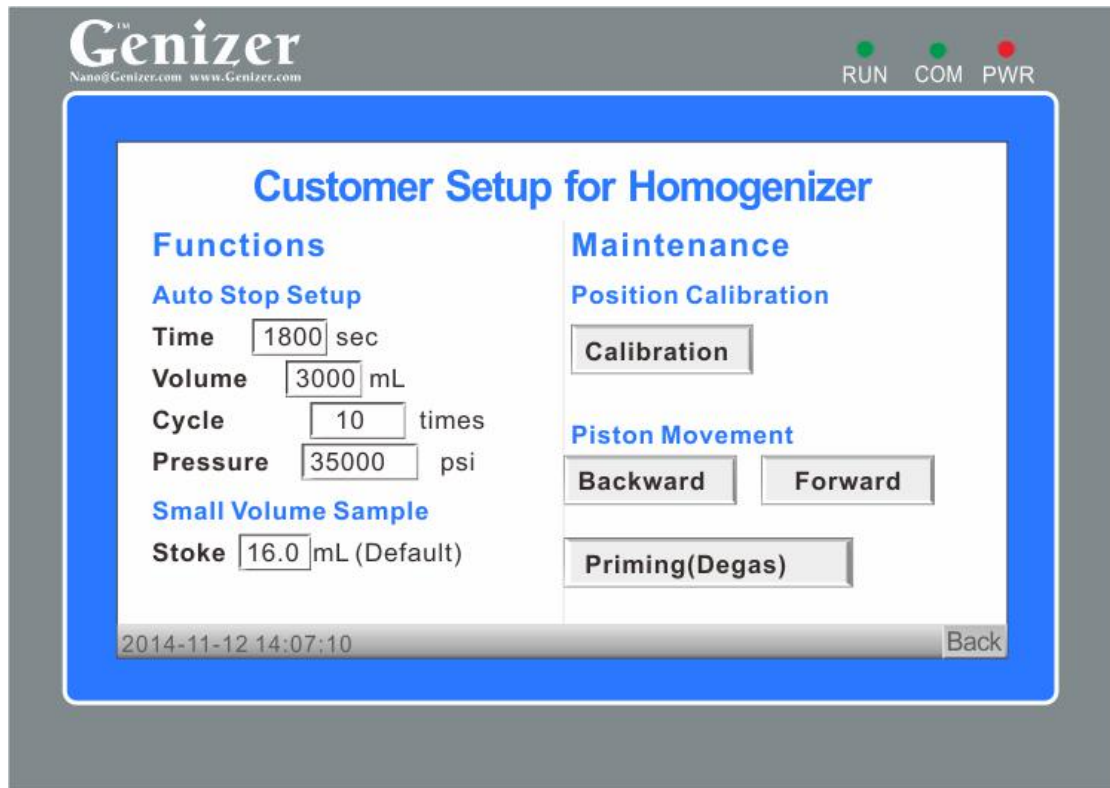 Genizer™
Nano@Genizer.com www.Genizer.com
RUN COM PWR
Customer Setup for Homogenizer
Functions
Auto Stop Setup
Time 1800 sec
Volume 3000 mL
Cycle 10 times
Pressure 35000 psi
Small Volume Sample
Stoke 16.0 mL (Default)
Maintenance
Position Calibration
Calibration
Piston Movement
Backward Forward
Priming(Degas)
2014-11-12 14:07:10 Back